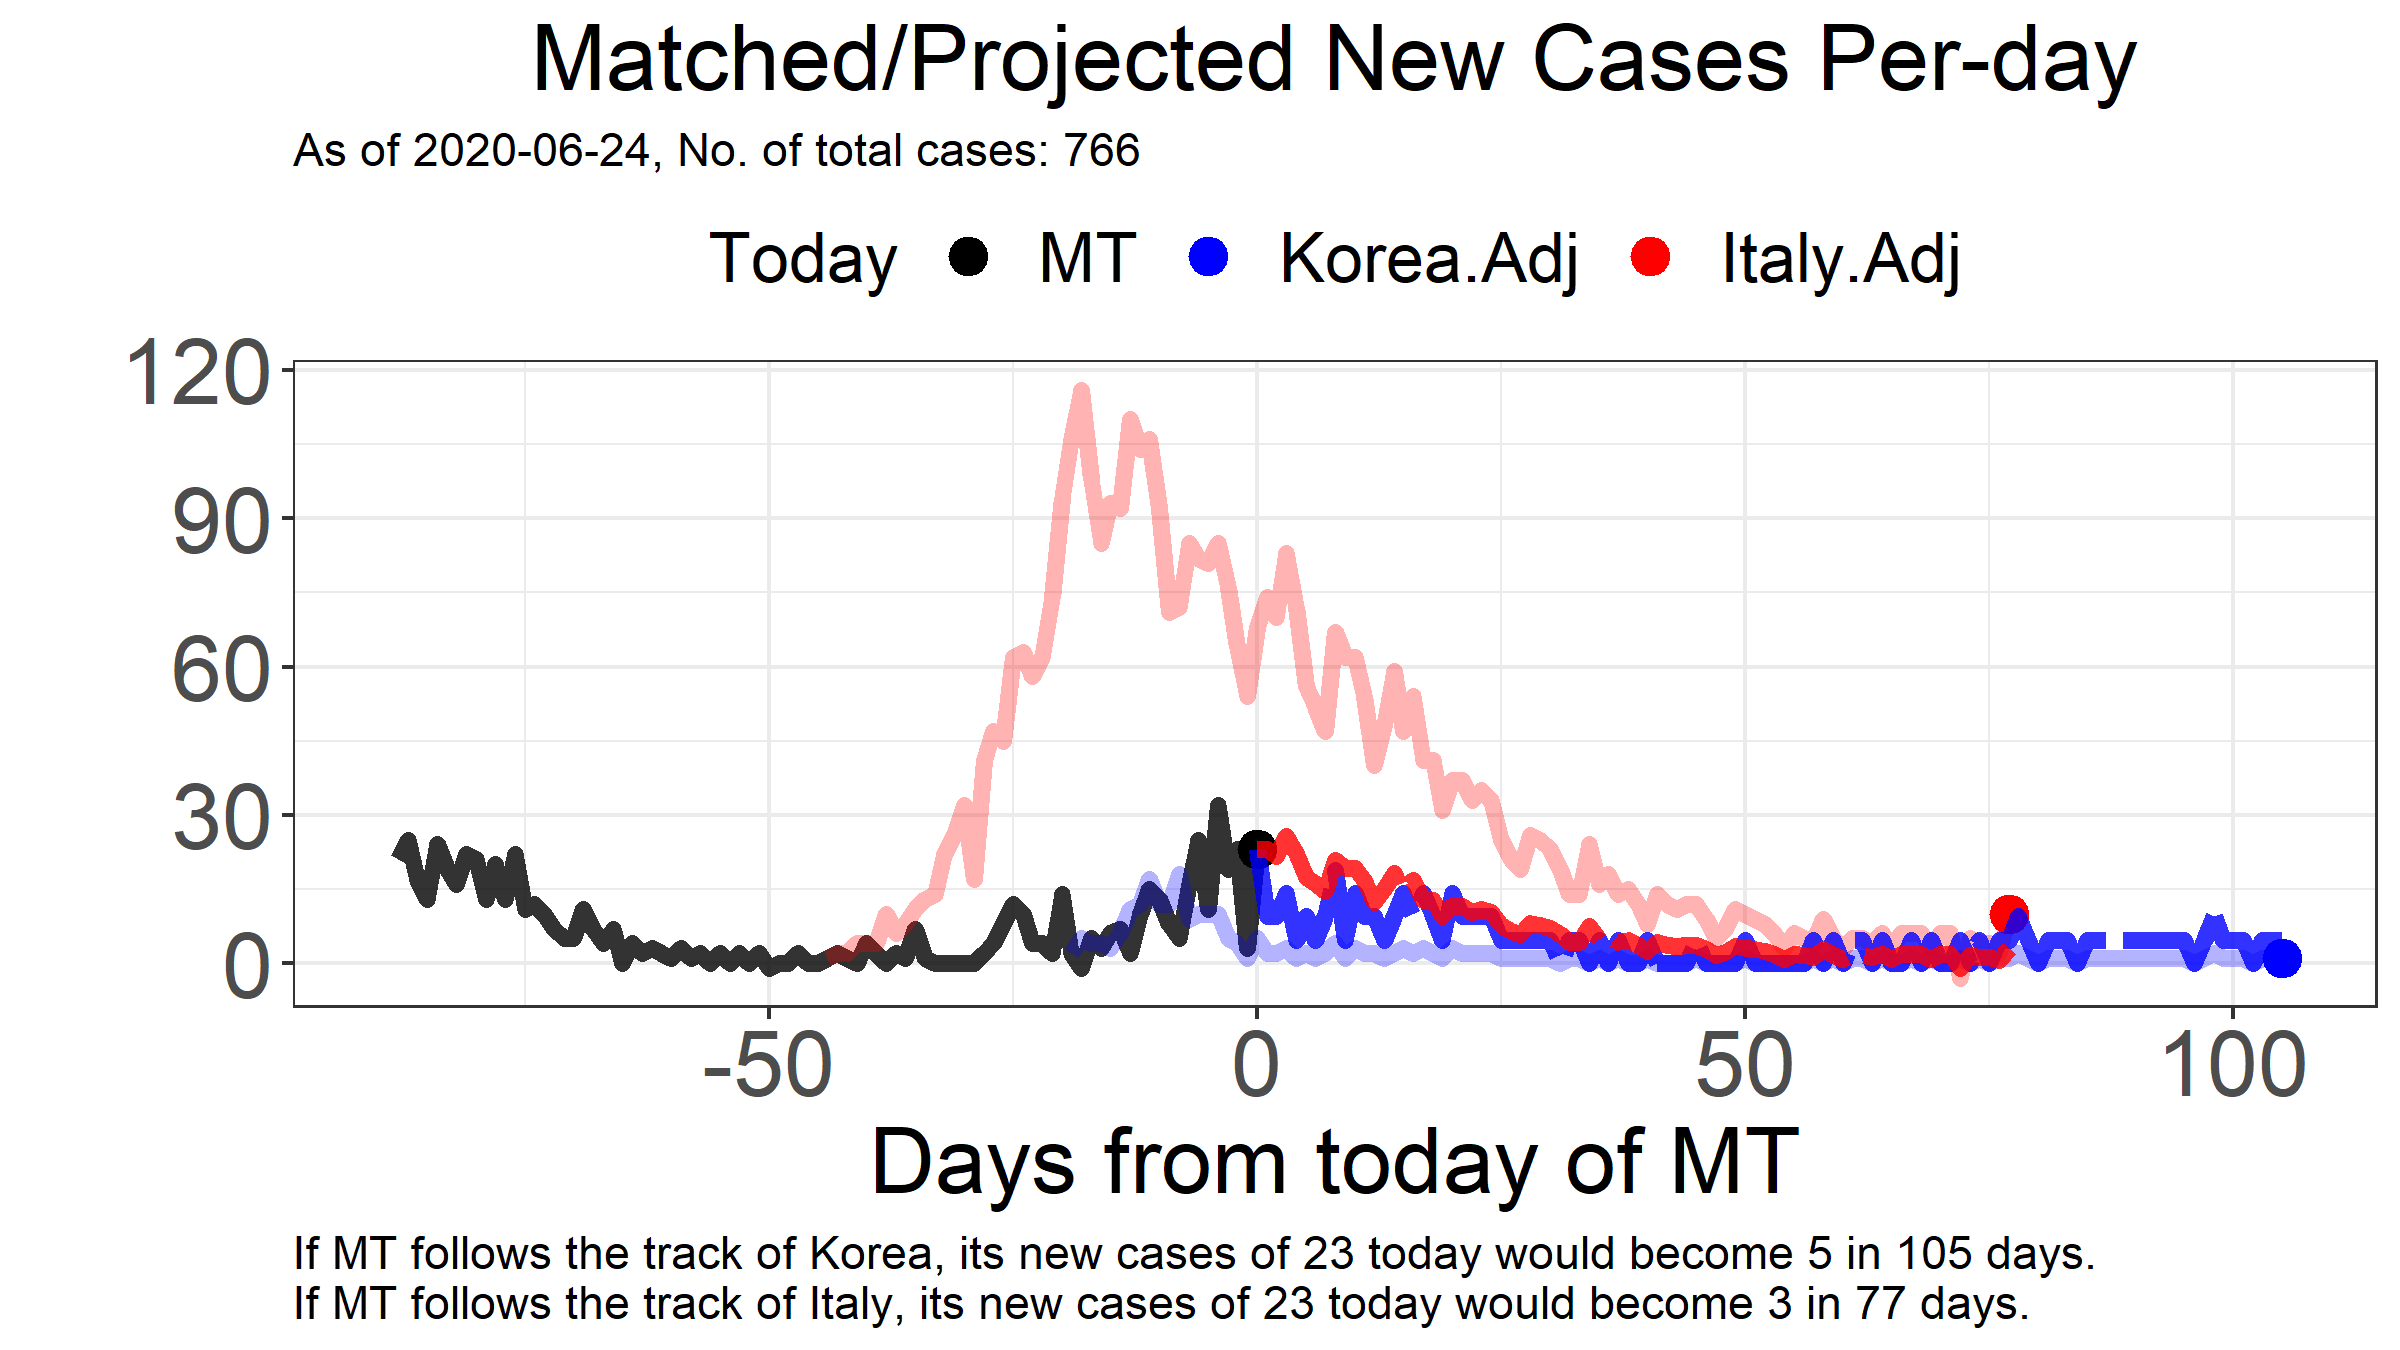 Matched/Projected New Cases Per-day
As of 2020-06-24, No. of total cases: 766
Today MT Korea.Adj Italy.Adj
120
90
60
30
0
-50 0 50 100
Days from today of MT
If MT follows the track of Korea, its new cases of 23 today would become 5 in 105 days.
If MT follows the track of Italy, its new cases of 23 today would become 3 in 77 days.